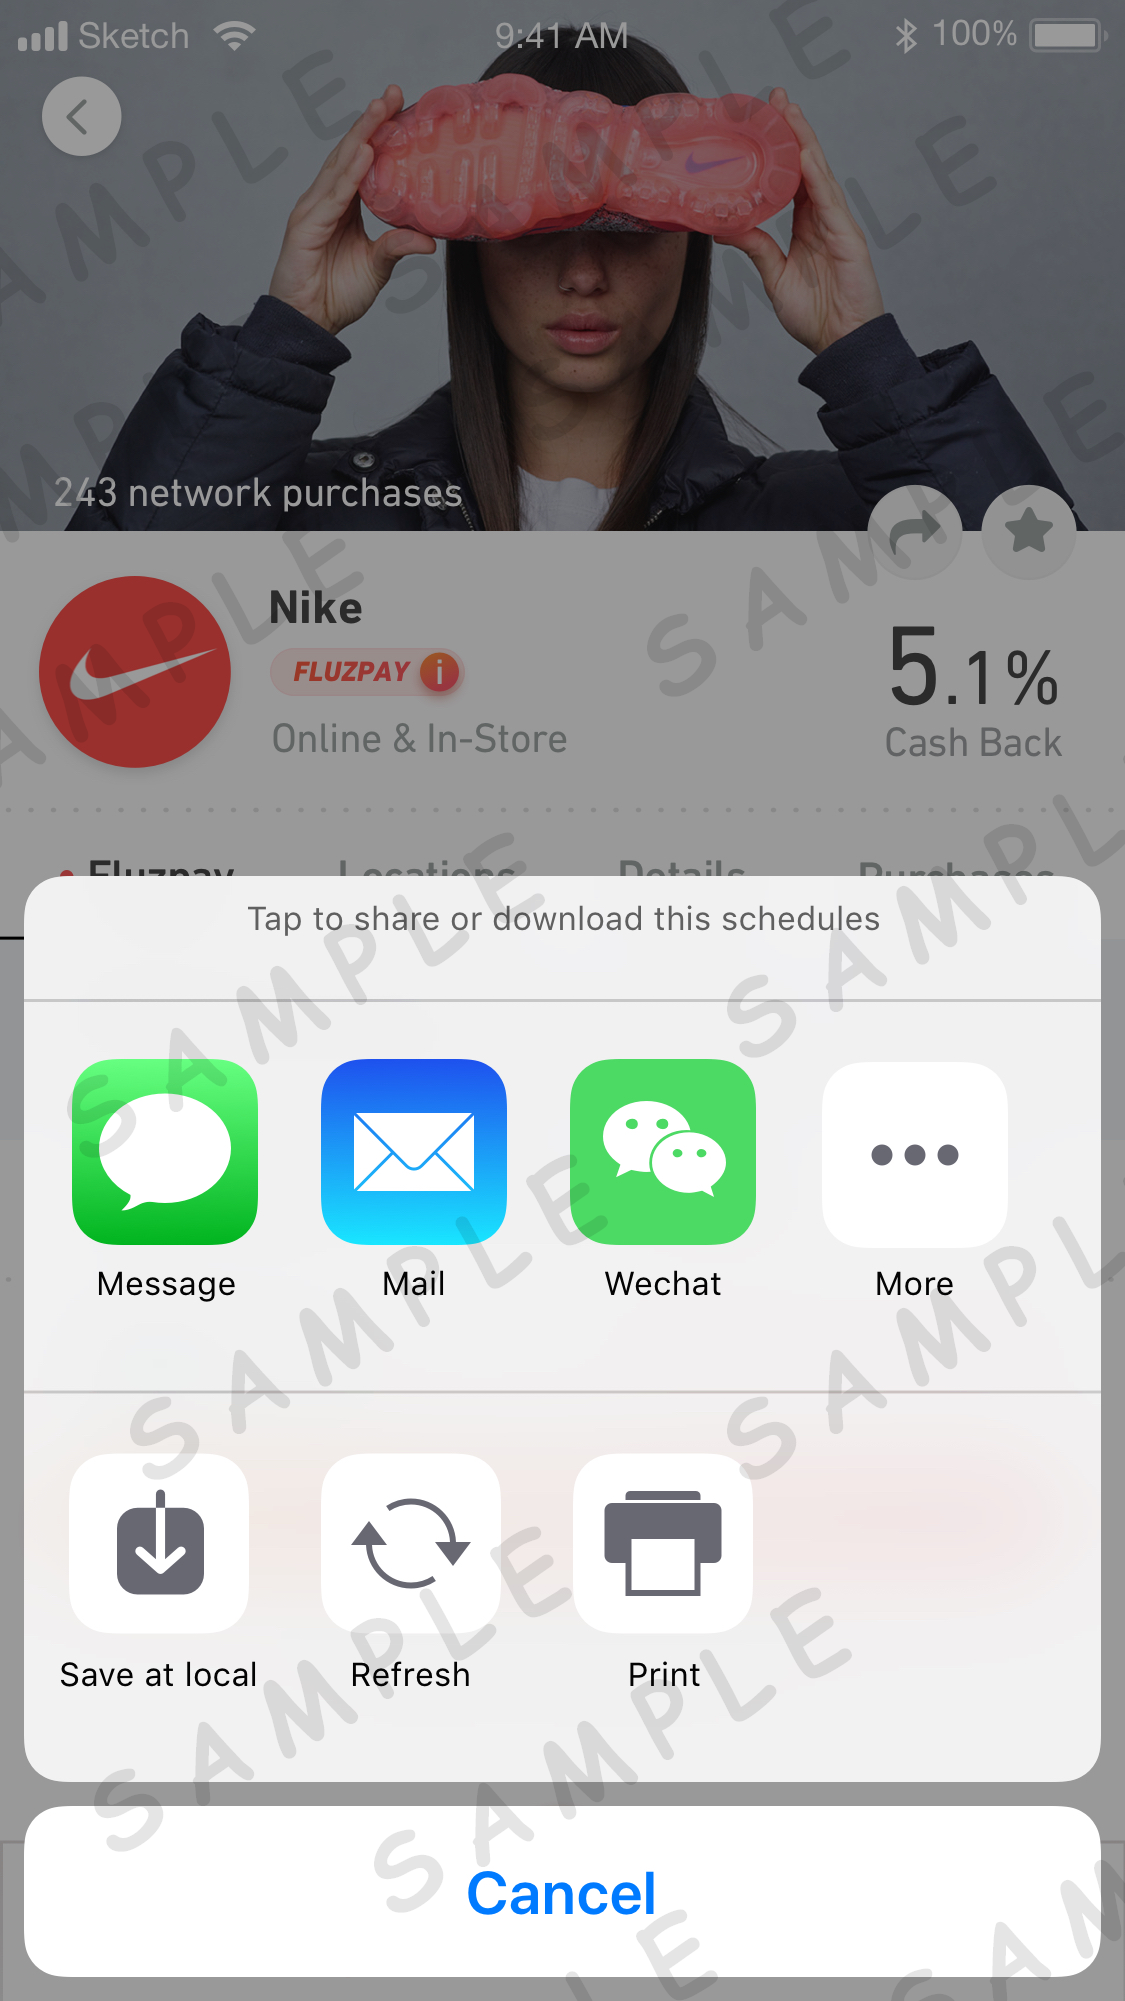 Sketch 9:41 AM 100%
243 network purchases
Nike
FLUZPAY i
Online & In-Store
5.1%
Cash Back
Fluzpay Locations Details Purchases
Tap to share or download this schedules
Message Mail Wechat More
Save at local Refresh Print
Cancel
SAMPLE
SAMPLE
SAMPLE
SAMPLE
SAMPLE
SAMPLE
SAMPLE
SAMPLE
SAMPLE
SAMPLE